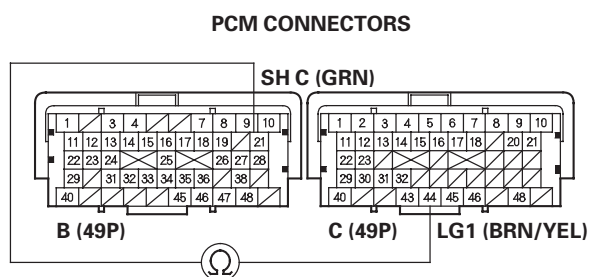 PCM CONNECTORS
SH C (GRN)
1 3 4 7 8 9 10
11 12 13 14 15 16 17 18 19 21
22 23 24 25 26 27 28
29 31 32 33 34 35 36 38
40 45 46 47 48
1 2 3 4 5 6 7 8 9 10
11 12 13 14 15 16 17 18 20 21
22 23
29 30 31 32
40 43 44 45 46 48
B (49P)
C (49P)
LG1 (BRN/YEL)
Ω